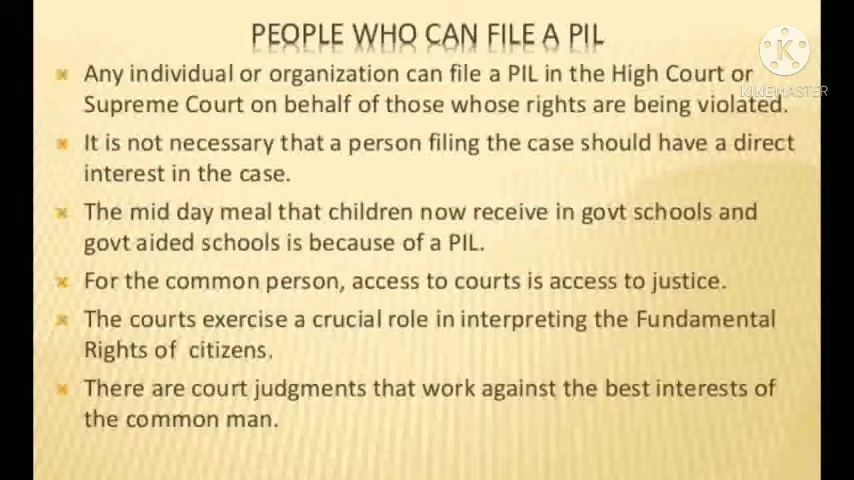 PEOPLE WHO CAN FILE A PIL
Any individual or organization can file a PIL in the High Court or
Supreme Court on behalf of those whose rights are being violated.
It is not necessary that a person filing the case should have a direct
interest in the case.
The mid day meal that children now receive in govt schools and
govt aided schools is because of a PIL.
For the common person, access to courts is access to justice.
The courts exercise a crucial role in interpreting the Fundamental
Rights of citizens.
There are court judgments that work against the best interests of
the common man.
K
KINEMASTER